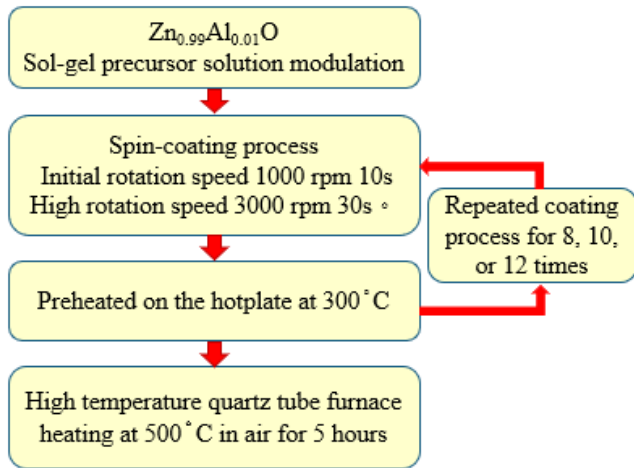 Zn₀.₉₉Al₀.₀₁O
Sol-gel precursor solution modulation
Spin-coating process
Initial rotation speed 1000 rpm 10s
High rotation speed 3000 rpm 30s。
Repeated coating
process for 8, 10,
or 12 times
Preheated on the hotplate at 300˚C
High temperature quartz tube furnace
heating at 500˚C in air for 5 hours